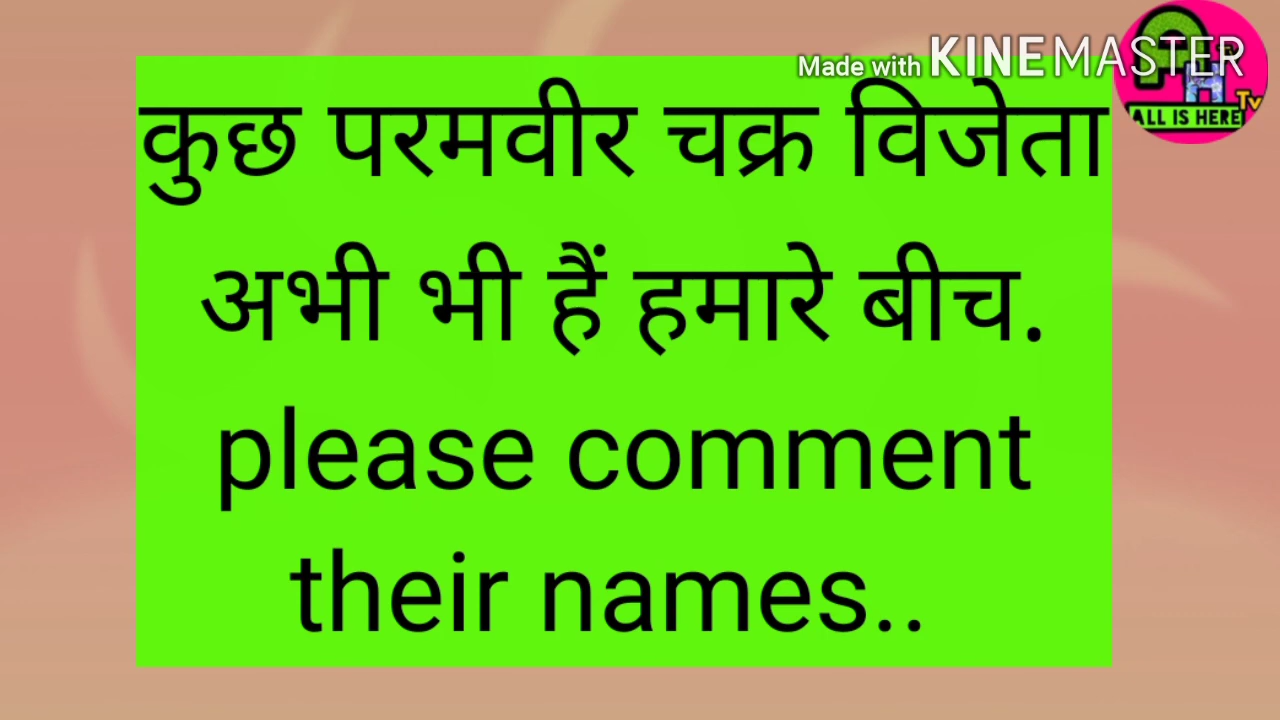 Made with KINEMASTER
Tv
ALL IS HERE
कुछ परमवीर चक्र विजेता
अभी भी हैं हमारे बीच.
please comment
their names..